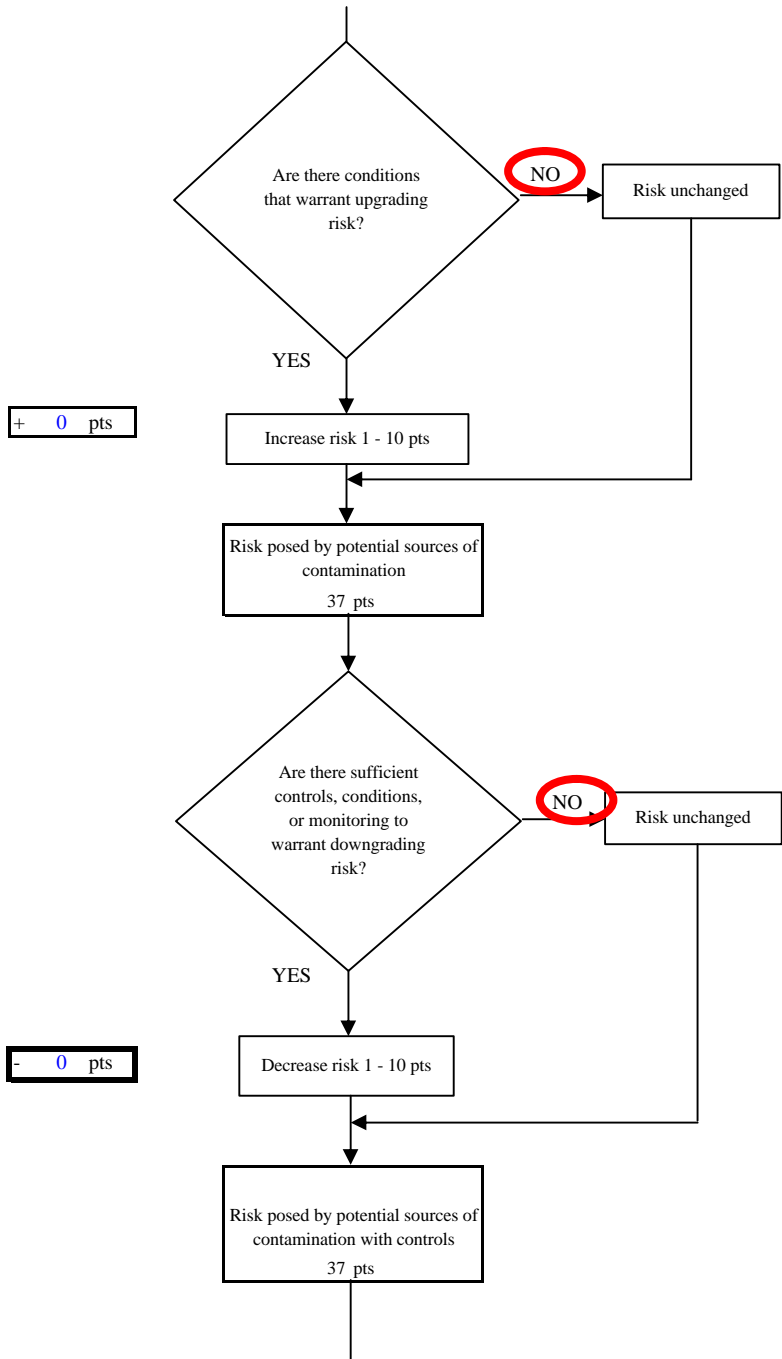 Are there conditions
that warrant upgrading
risk?
NO
Risk unchanged
YES
+ 0 pts
Increase risk 1 - 10 pts
Risk posed by potential sources of
contamination
37 pts
Are there sufficient
controls, conditions,
or monitoring to
warrant downgrading
risk?
NO
Risk unchanged
YES
- 0 pts
Decrease risk 1 - 10 pts
Risk posed by potential sources of
contamination with controls
37 pts